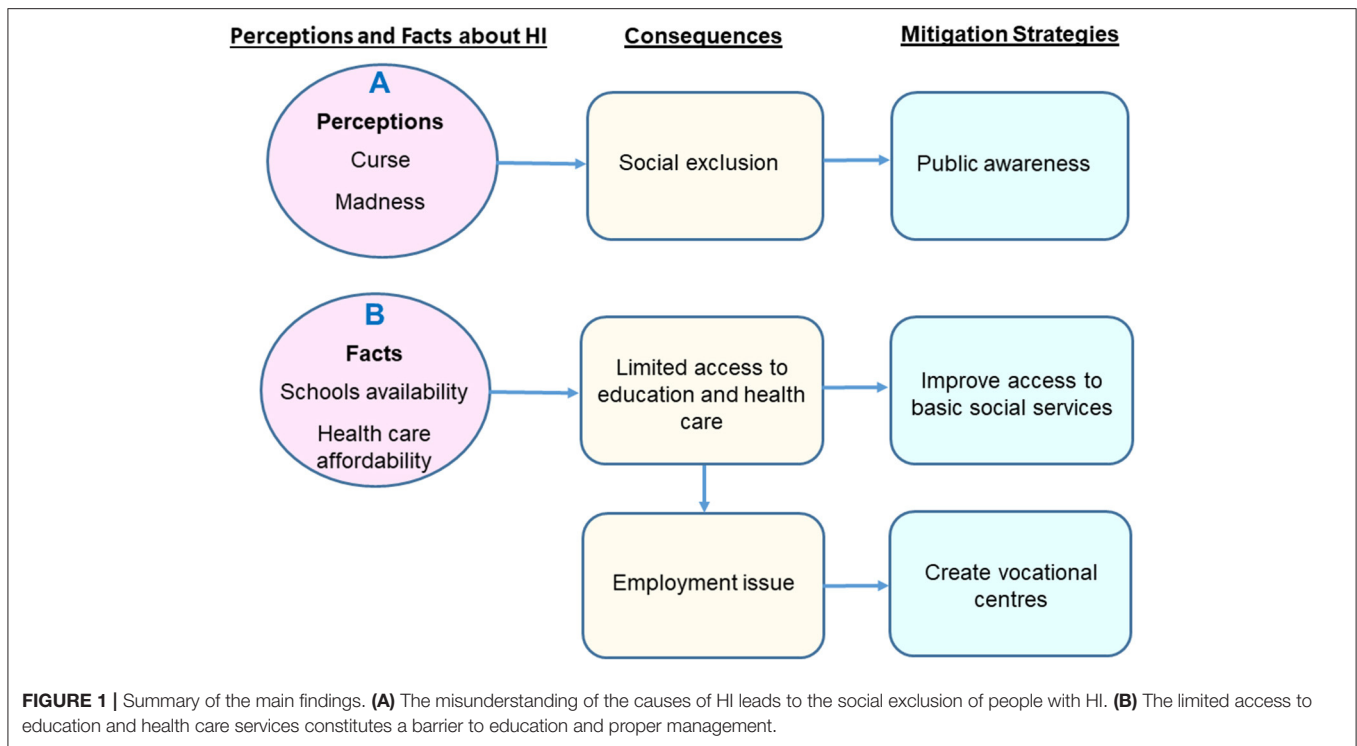 Perceptions and Facts about HI
Consequences
Mitigation Strategies
A
Perceptions
Curse
Madness
Social exclusion
Public awareness
B
Facts
Schools availability
Health care
affordability
Limited access to
education and health
care
Improve access to
basic social services
Employment issue
Create vocational
centres
FIGURE 1 | Summary of the main findings. (A) The misunderstanding of the causes of HI leads to the social exclusion of people with HI. (B) The limited access to
education and health care services constitutes a barrier to education and proper management.